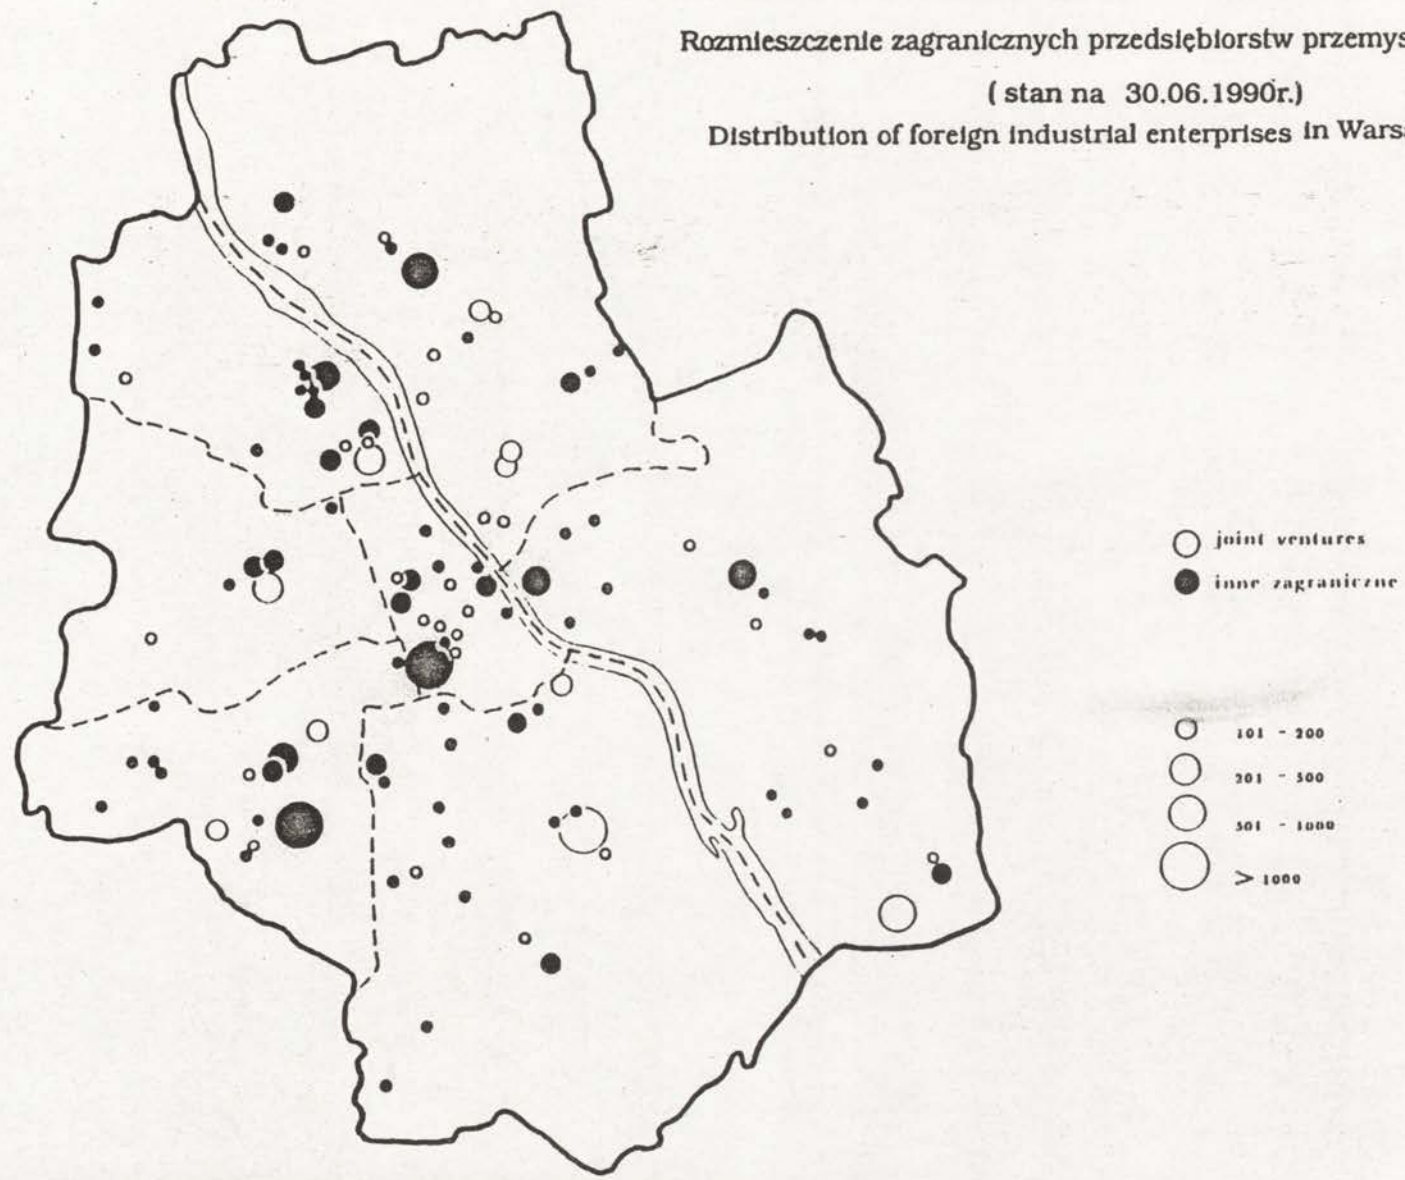 Rozmieszczenie zagranicznych przedsiębiorstw przemys
( stan na 30.06.1990r.)
Distribution of foreign industrial enterprises in Wars
joint ventures
inne zagraniczne
101 - 200
201 - 500
501 - 1000
> 1000